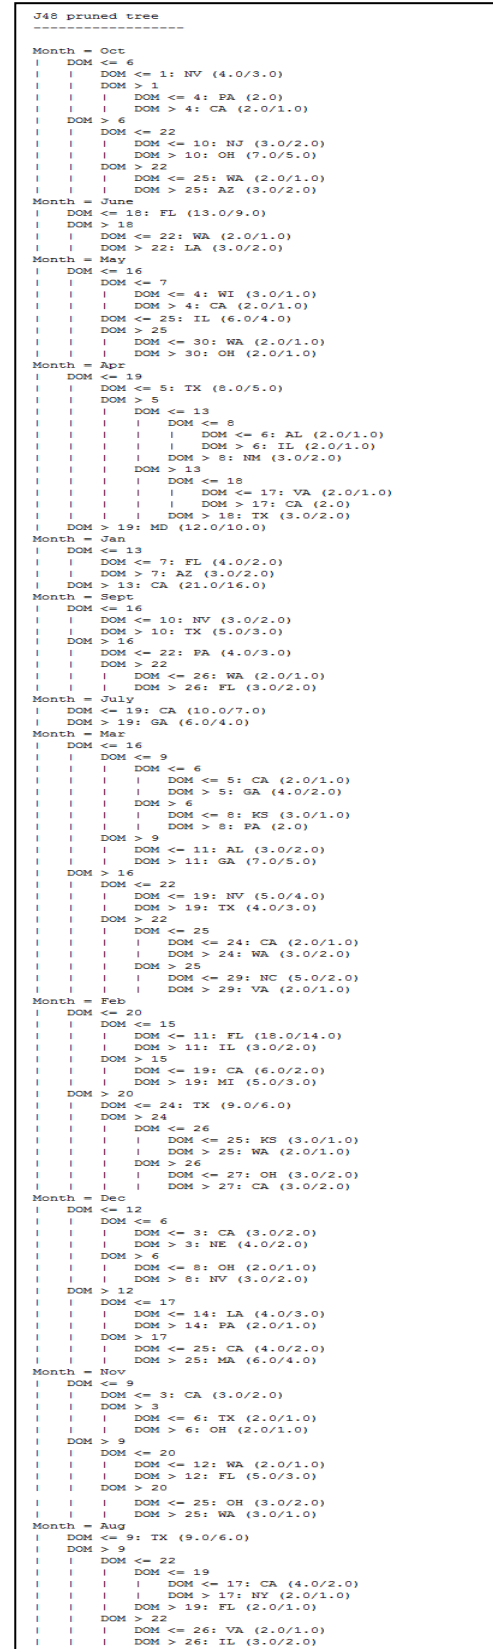 J48 pruned tree
------------------
Month = Oct
|   DOM <= 6
|   |   DOM <= 1: NV (4.0/3.0)
|   |   DOM > 1
|   |   |   DOM <= 4: PA (2.0)
|   |   |   DOM > 4: CA (2.0/1.0)
|   DOM > 6
|   |   DOM <= 22
|   |   |   DOM <= 10: NJ (3.0/2.0)
|   |   |   DOM > 10: OH (7.0/5.0)
|   |   DOM > 22
|   |   |   DOM <= 25: WA (2.0/1.0)
|   |   |   DOM > 25: AZ (3.0/2.0)
Month = June
|   DOM <= 18: FL (13.0/9.0)
|   DOM > 18
|   |   DOM <= 22: WA (2.0/1.0)
|   |   DOM > 22: LA (3.0/2.0)
Month = May
|   DOM <= 16
|   |   DOM <= 7
|   |   |   DOM <= 4: WI (3.0/1.0)
|   |   |   DOM > 4: CA (2.0/1.0)
|   |   DOM <= 25: IL (6.0/4.0)
|   |   DOM > 25
|   |   |   DOM <= 30: WA (2.0/1.0)
|   |   |   DOM > 30: OH (2.0/1.0)
Month = Apr
|   DOM <= 19
|   |   DOM <= 5: TX (8.0/5.0)
|   |   DOM > 5
|   |   |   DOM <= 13
|   |   |   |   DOM <= 8
|   |   |   |   |   DOM <= 6: AL (2.0/1.0)
|   |   |   |   |   DOM > 6: IL (2.0/1.0)
|   |   |   |   DOM > 8: NM (3.0/2.0)
|   |   |   DOM > 13
|   |   |   |   DOM <= 18
|   |   |   |   |   DOM <= 17: VA (2.0/1.0)
|   |   |   |   |   DOM > 17: CA (2.0)
|   |   |   |   DOM > 18: TX (3.0/2.0)
|   DOM > 19: MD (12.0/10.0)
Month = Jan
|   DOM <= 13
|   |   DOM <= 7: FL (4.0/2.0)
|   |   DOM > 7: AZ (3.0/2.0)
|   DOM > 13: CA (21.0/16.0)
Month = Sept
|   DOM <= 16
|   |   DOM <= 10: NV (3.0/2.0)
|   |   DOM > 10: TX (5.0/3.0)
|   DOM > 16
|   |   DOM <= 22: PA (4.0/3.0)
|   |   DOM > 22
|   |   |   DOM <= 26: WA (2.0/1.0)
|   |   |   DOM > 26: FL (3.0/2.0)
Month = July
|   DOM <= 19: CA (10.0/7.0)
|   DOM > 19: GA (6.0/4.0)
Month = Mar
|   DOM <= 16
|   |   DOM <= 9
|   |   |   DOM <= 6
|   |   |   |   DOM <= 5: CA (2.0/1.0)
|   |   |   |   DOM > 5: GA (4.0/2.0)
|   |   |   DOM > 6
|   |   |   |   DOM <= 8: KS (3.0/1.0)
|   |   |   |   DOM > 8: PA (2.0)
|   |   DOM > 9
|   |   |   DOM <= 11: AL (3.0/2.0)
|   |   |   DOM > 11: GA (7.0/5.0)
|   DOM > 16
|   |   DOM <= 22
|   |   |   DOM <= 19: NV (5.0/4.0)
|   |   |   DOM > 19: TX (4.0/3.0)
|   |   DOM > 22
|   |   |   DOM <= 25
|   |   |   |   DOM <= 24: CA (2.0/1.0)
|   |   |   |   DOM > 24: WA (3.0/2.0)
|   |   |   DOM > 25
|   |   |   |   DOM <= 29: NC (5.0/2.0)
|   |   |   |   DOM > 29: VA (2.0/1.0)
Month = Feb
|   DOM <= 20
|   |   DOM <= 15
|   |   |   DOM <= 11: FL (18.0/14.0)
|   |   |   DOM > 11: IL (3.0/2.0)
|   |   DOM > 15
|   |   |   DOM <= 19: CA (6.0/2.0)
|   |   |   DOM > 19: MI (5.0/3.0)
|   DOM > 20
|   |   DOM <= 24: TX (9.0/6.0)
|   |   DOM > 24
|   |   |   DOM <= 26
|   |   |   |   DOM <= 25: KS (3.0/1.0)
|   |   |   |   DOM > 25: WA (2.0/1.0)
|   |   |   DOM > 26
|   |   |   |   DOM <= 27: OH (3.0/2.0)
|   |   |   |   DOM > 27: CA (3.0/2.0)
Month = Dec
|   DOM <= 12
|   |   DOM <= 6
|   |   |   DOM <= 3: CA (3.0/2.0)
|   |   |   DOM > 3: NE (4.0/2.0)
|   |   DOM > 6
|   |   |   DOM <= 8: OH (2.0/1.0)
|   |   |   DOM > 8: NV (3.0/2.0)
|   DOM > 12
|   |   DOM <= 17
|   |   |   DOM <= 14: LA (4.0/3.0)
|   |   |   DOM > 14: PA (2.0/1.0)
|   |   DOM > 17
|   |   |   DOM <= 25: CA (4.0/2.0)
|   |   |   DOM > 25: MA (6.0/4.0)
Month = Nov
|   DOM <= 9
|   |   DOM <= 3: CA (3.0/2.0)
|   |   DOM > 3
|   |   |   DOM <= 6: TX (2.0/1.0)
|   |   |   DOM > 6: OH (2.0/1.0)
|   DOM > 9
|   |   DOM <= 20
|   |   |   DOM <= 12: WA (2.0/1.0)
|   |   |   DOM > 12: FL (5.0/3.0)
|   |   DOM > 20
|   |   |   DOM <= 25: OH (3.0/2.0)
|   |   |   DOM > 25: WA (3.0/1.0)
Month = Aug
|   DOM <= 9: TX (9.0/6.0)
|   DOM > 9
|   |   DOM <= 22
|   |   |   DOM <= 19
|   |   |   |   DOM <= 17: CA (4.0/2.0)
|   |   |   |   DOM > 17: NY (2.0/1.0)
|   |   |   DOM > 19: FL (2.0/1.0)
|   |   DOM > 22
|   |   |   DOM <= 26: VA (2.0/1.0)
|   |   |   DOM > 26: IL (3.0/2.0)